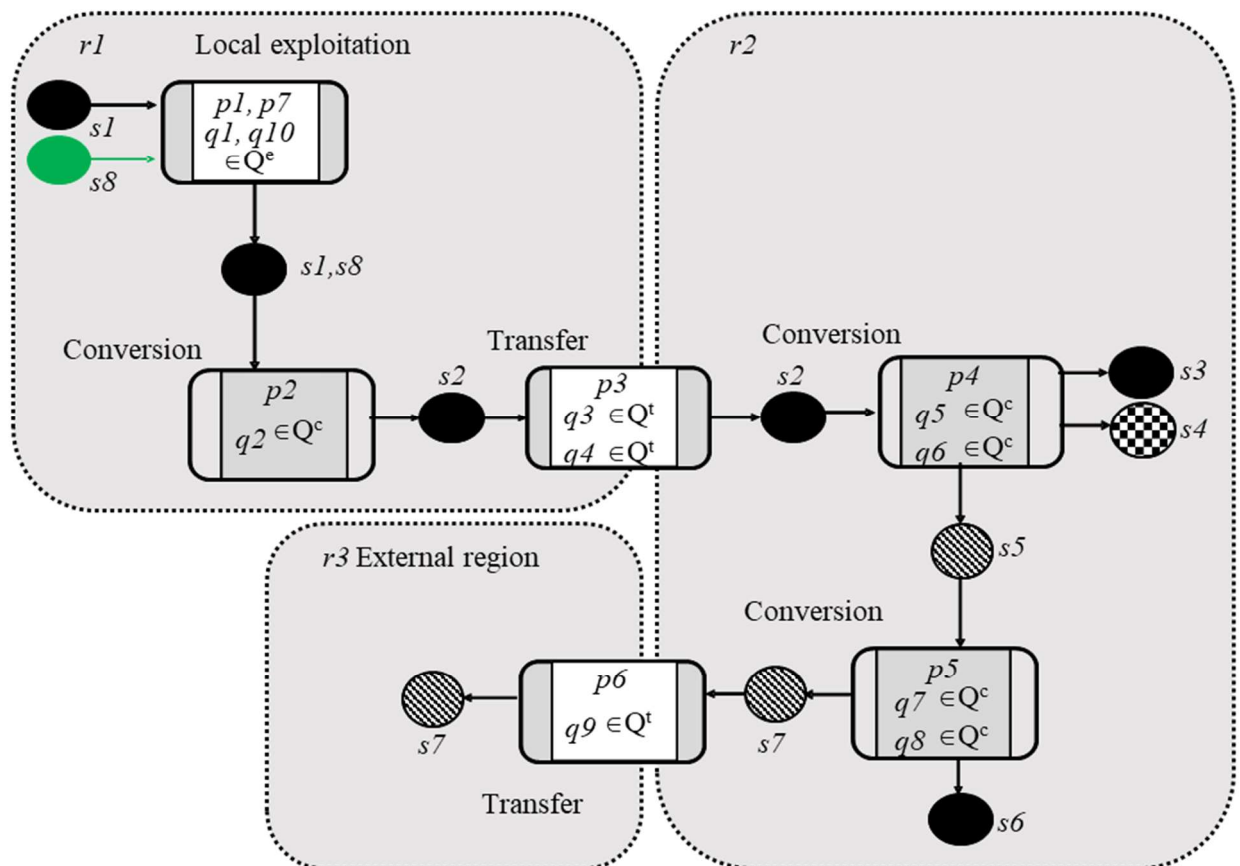 r1
Local exploitation
r2
p1, p7
q1, q10
∈Qᵉ
s1
s8
s1,s8
Conversion
Transfer
Conversion
p2
q2 ∈Qᶜ
s2
p3
q3 ∈Qᵗ
q4 ∈Qᵗ
s2
p4
q5 ∈Qᶜ
q6 ∈Qᶜ
s3
s4
s5
r3 External region
Conversion
p6
q9 ∈Qᵗ
p5
q7 ∈Qᶜ
q8 ∈Qᶜ
s7
s7
Transfer
s6